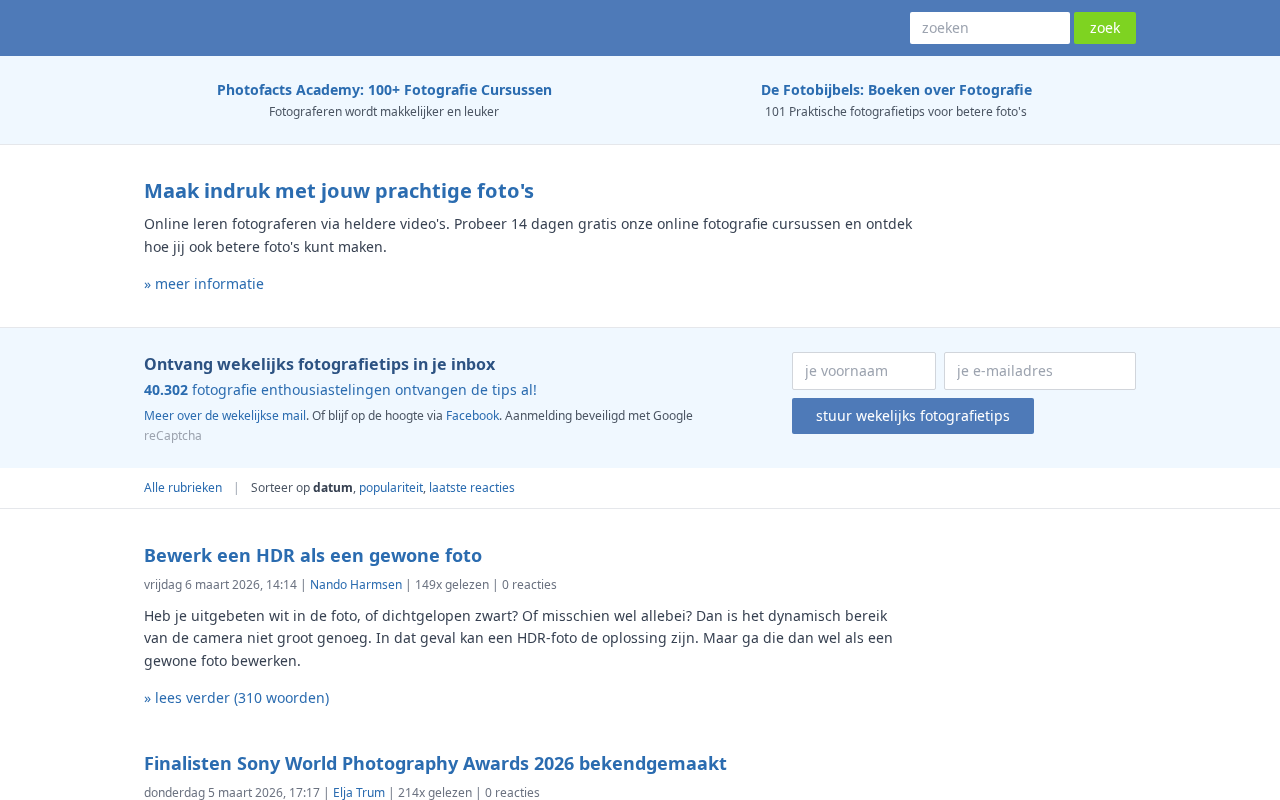 zoeken
zoek
Photofacts Academy: 100+ Fotografie Cursussen
Fotograferen wordt makkelijker en leuker
De Fotobijbels: Boeken over Fotografie
101 Praktische fotografietips voor betere foto's
Maak indruk met jouw prachtige foto's
Online leren fotograferen via heldere video's. Probeer 14 dagen gratis onze online fotografie cursussen en ontdek
hoe jij ook betere foto's kunt maken.
» meer informatie
Ontvang wekelijks fotografietips in je inbox
40.302 fotografie enthousiastelingen ontvangen de tips al!
Meer over de wekelijkse mail. Of blijf op de hoogte via Facebook. Aanmelding beveiligd met Google
reCaptcha
je voornaam
je e-mailadres
stuur wekelijks fotografietips
Alle rubrieken | Sorteer op datum, populariteit, laatste reacties
Bewerk een HDR als een gewone foto
vrijdag 6 maart 2026, 14:14 | Nando Harmsen | 149x gelezen | 0 reacties
Heb je uitgebeten wit in de foto, of dichtgelopen zwart? Of misschien wel allebei? Dan is het dynamisch bereik
van de camera niet groot genoeg. In dat geval kan een HDR-foto de oplossing zijn. Maar ga die dan wel als een
gewone foto bewerken.
» lees verder (310 woorden)
Finalisten Sony World Photography Awards 2026 bekendgemaakt
donderdag 5 maart 2026, 17:17 | Elja Trum | 214x gelezen | 0 reacties